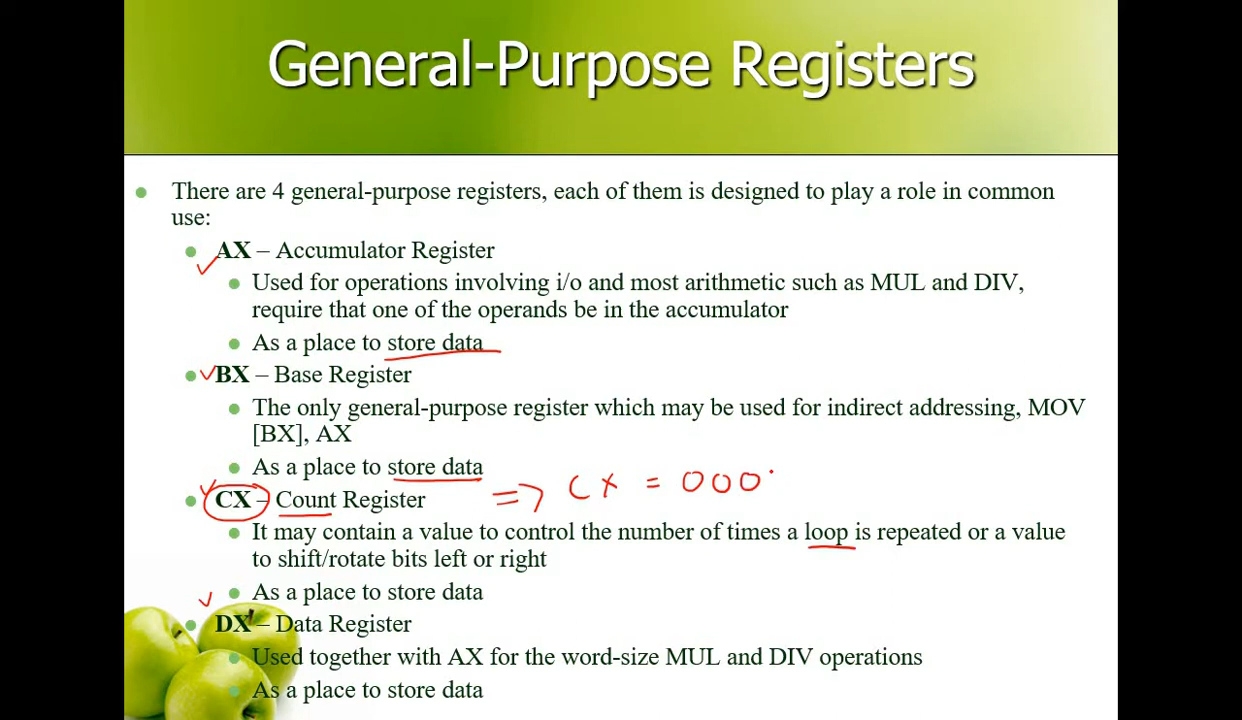 General-Purpose Registers
There are 4 general-purpose registers, each of them is designed to play a role in common
use:
AX – Accumulator Register
Used for operations involving i/o and most arithmetic such as MUL and DIV,
require that one of the operands be in the accumulator
As a place to store data
BX – Base Register
The only general-purpose register which may be used for indirect addressing, MOV
[BX], AX
As a place to store data
CX – Count Register => CX = 000
It may contain a value to control the number of times a loop is repeated or a value
to shift/rotate bits left or right
As a place to store data
DX – Data Register
Used together with AX for the word-size MUL and DIV operations
As a place to store data